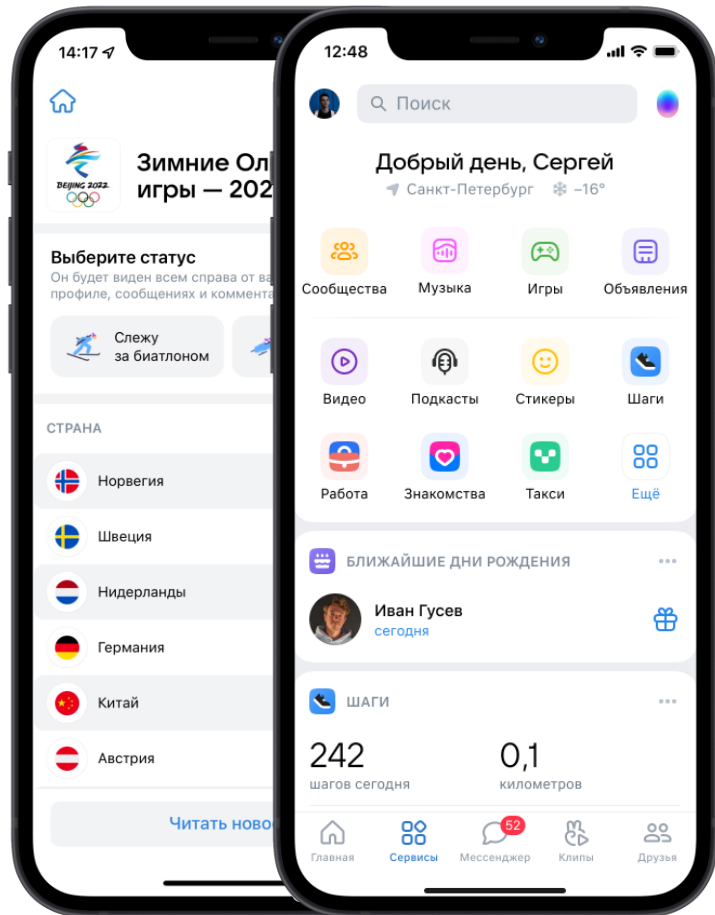 14:17
BEIJING 2022
Зимние Ол
игры — 202
Выберите статус
Он будет виден всем справа от ва
профиле, сообщениях и коммента
Слежу
за биатлоном
СТРАНА
Норвегия
Швеция
Нидерланды
Германия
Китай
Австрия
Читать ново
12:48
Поиск
Добрый день, Сергей
Санкт-Петербург −16°
Сообщества Музыка Игры Объявления
Видео Подкасты Стикеры Шаги
Работа Знакомства Такси Ещё
БЛИЖАЙШИЕ ДНИ РОЖДЕНИЯ
Иван Гусев
сегодня
ШАГИ
242 0,1
шагов сегодня километров
52
Главная Сервисы Мессенджер Клипы Друзья